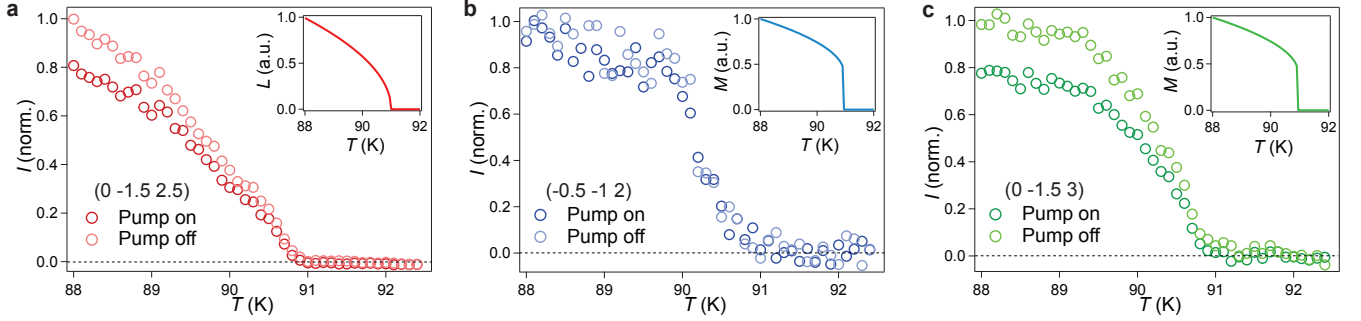 a
I (norm.)
1.0
0.8
0.6
0.4
0.2
0.0
88
89
90
91
92
T (K)
(0 -1.5 2.5)
Pump on
Pump off
L (a.u.)
1.0
0.5
0.0
88
90
92
T (K)
b
I (norm.)
1.0
0.8
0.6
0.4
0.2
0.0
88
89
90
91
92
T (K)
(-0.5 -1 2)
Pump on
Pump off
M (a.u.)
1.0
0.5
0.0
88
90
92
T (K)
c
I (norm.)
1.0
0.8
0.6
0.4
0.2
0.0
88
89
90
91
92
T (K)
(0 -1.5 3)
Pump on
Pump off
M (a.u.)
1.0
0.5
0.0
88
90
92
T (K)